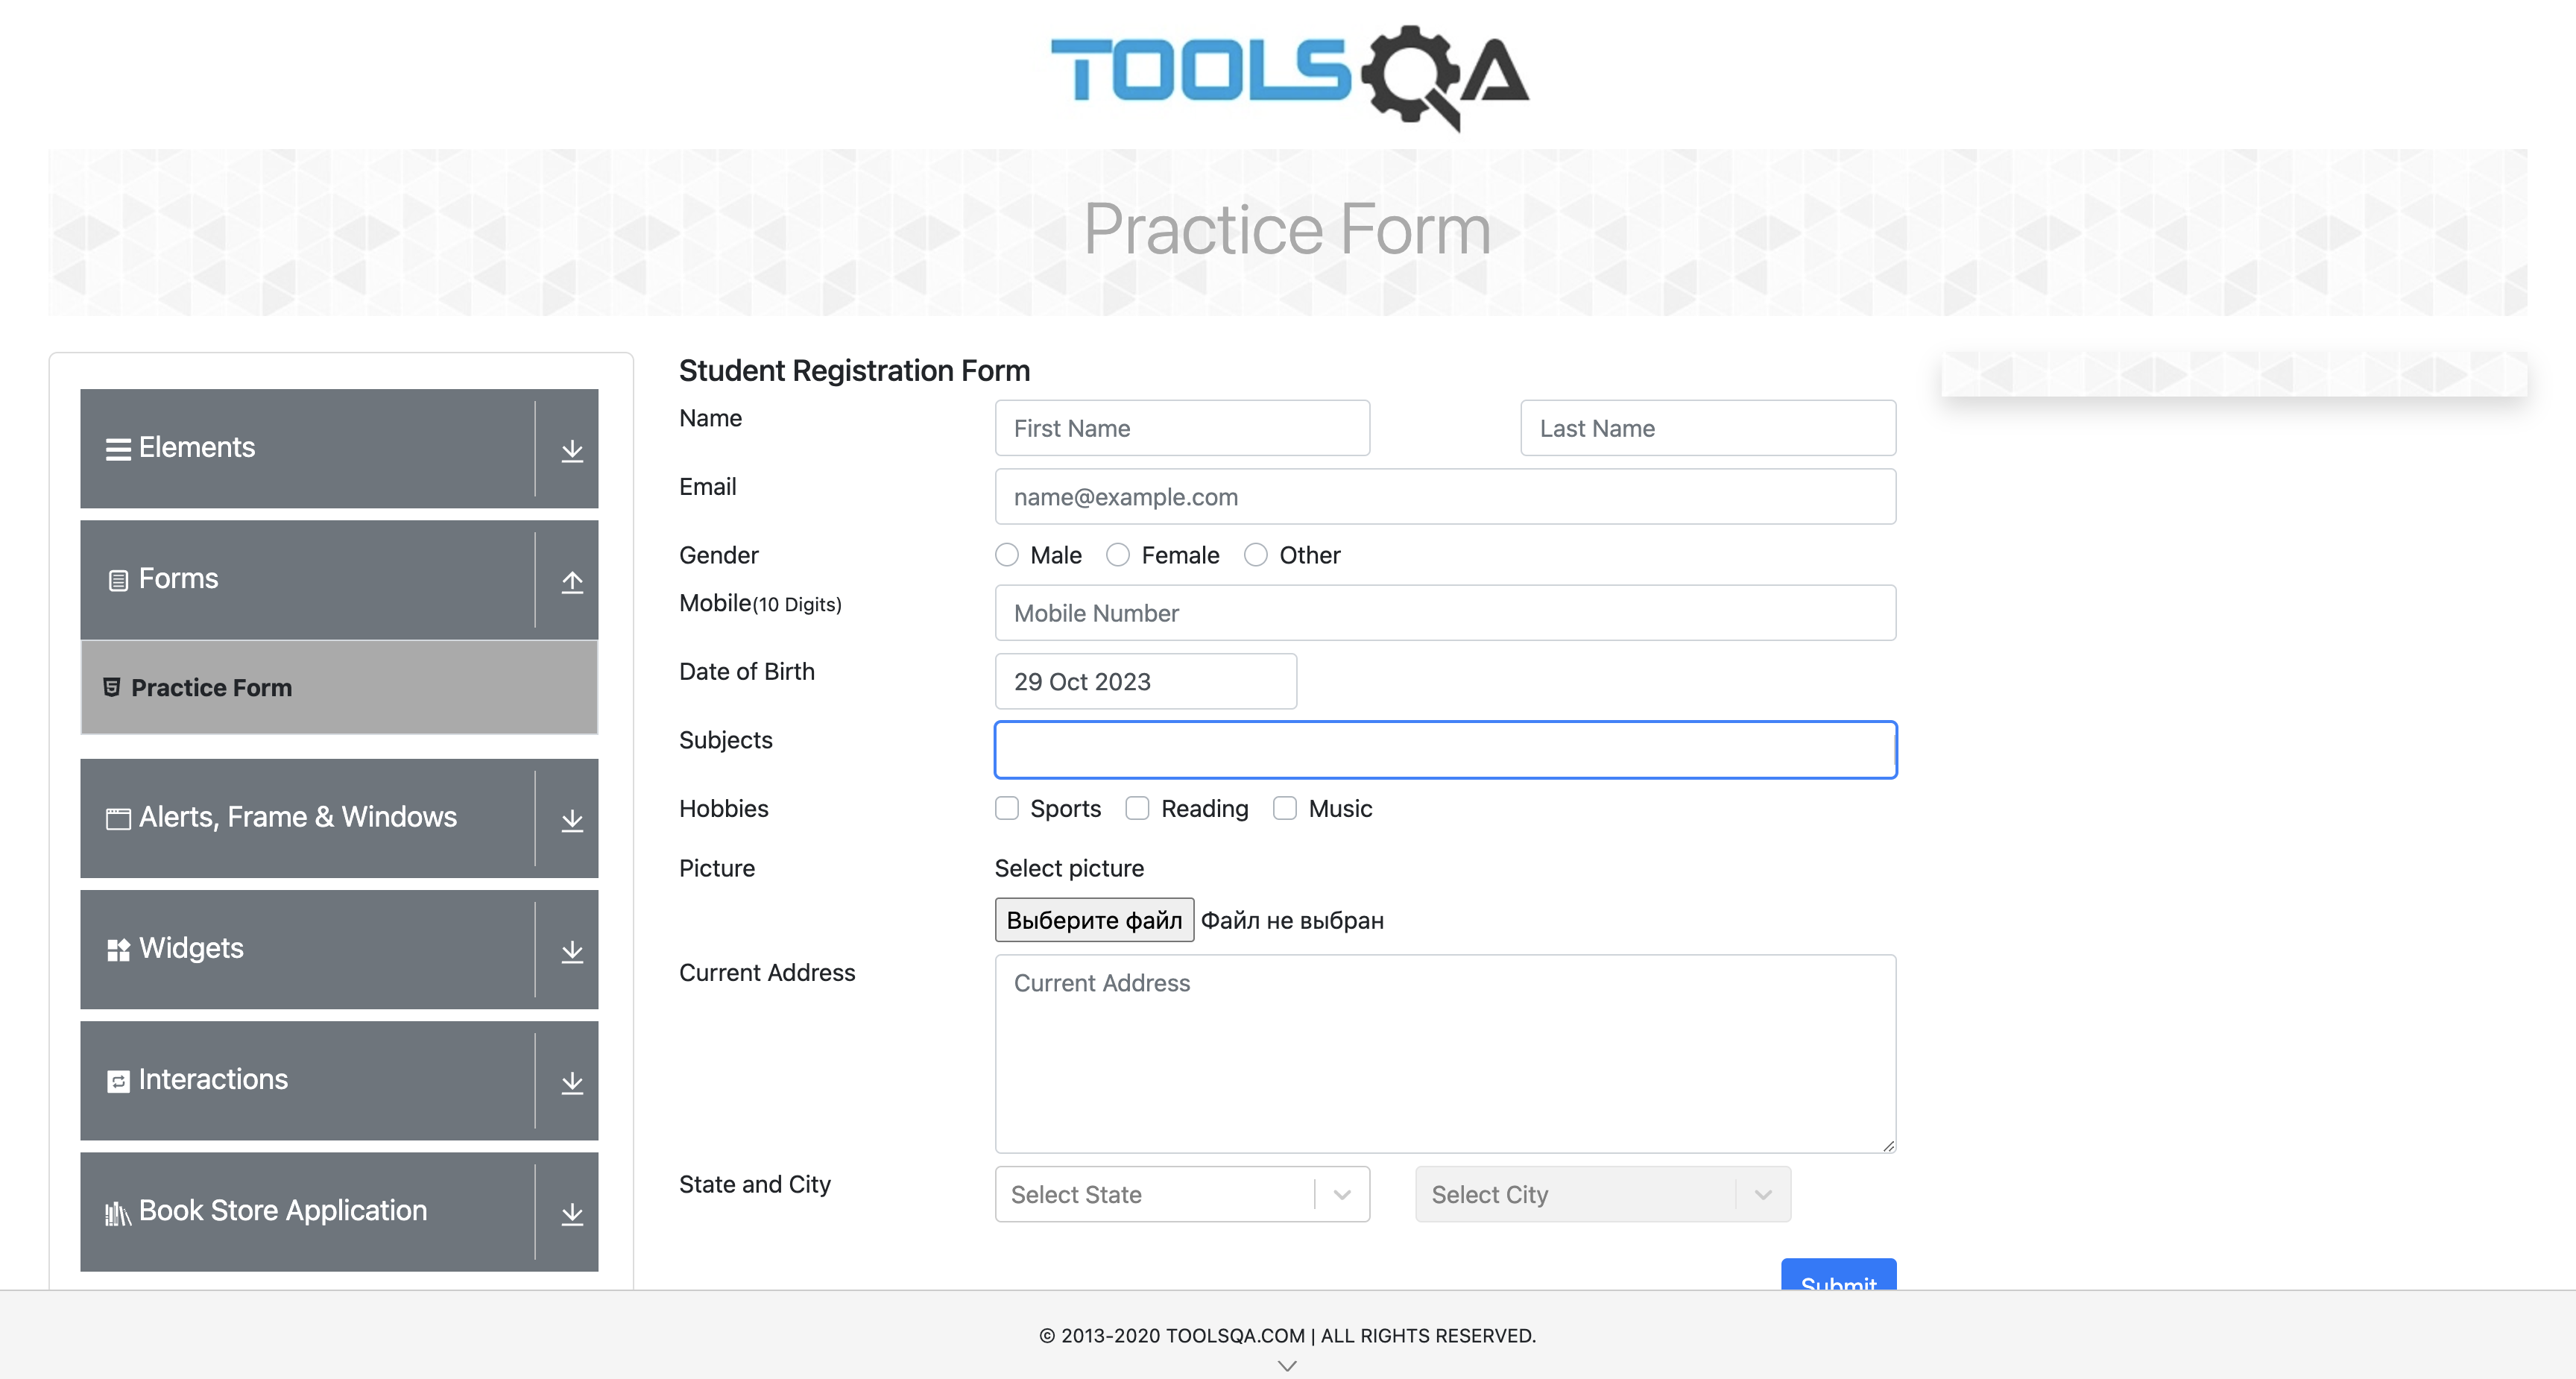 TOOLSQA
Practice Form
Elements
Forms
Practice Form
Alerts, Frame & Windows
Widgets
Interactions
Book Store Application
Student Registration Form
Name
First Name
Last Name
Email
name@example.com
Gender
Male Female Other
Mobile(10 Digits)
Mobile Number
Date of Birth
29 Oct 2023
Subjects
Hobbies
Sports Reading Music
Picture
Select picture
Выберите файл Файл не выбран
Current Address
Current Address
State and City
Select State
Select City
Submit
© 2013-2020 TOOLSQA.COM | ALL RIGHTS RESERVED.